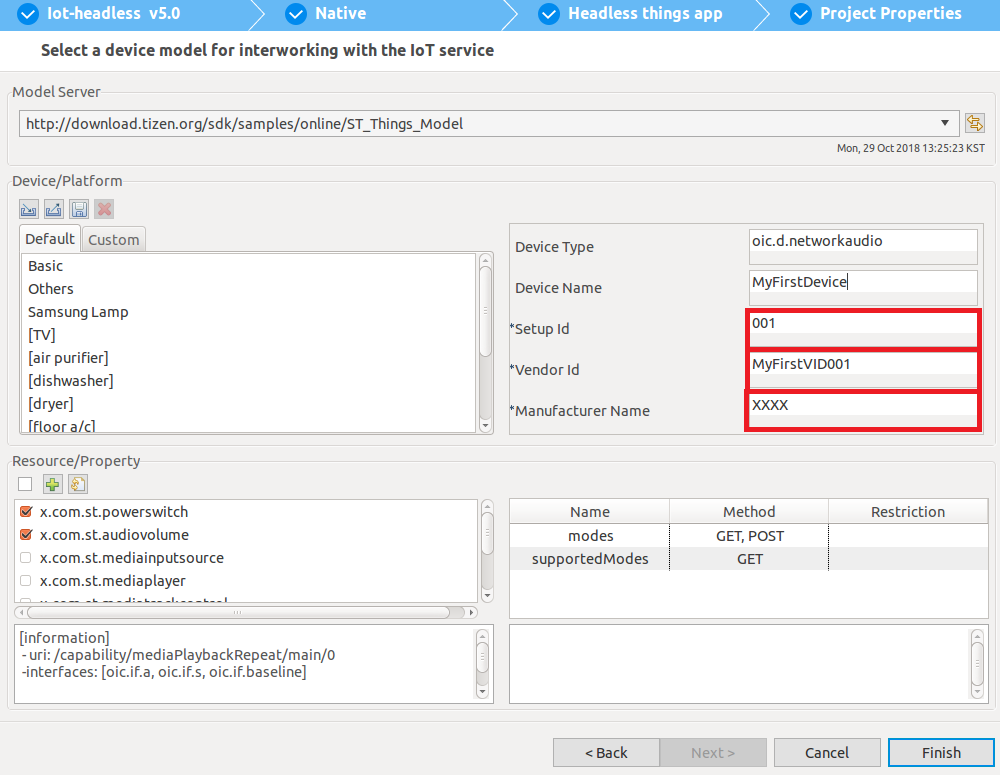 Iot-headless v5.0 Native Headless things app Project Properties
Select a device model for interworking with the IoT service
Model Server
http://download.tizen.org/sdk/samples/online/ST_Things_Model
Mon, 29 Oct 2018 13:25:23 KST
Device/Platform
Default Custom
Basic
Others
Samsung Lamp
[TV]
[air purifier]
[dishwasher]
[dryer]
[floor a/c]
Device Type oic.d.networkaudio
Device Name MyFirstDevice
*Setup Id 001
*Vendor Id MyFirstVID001
*Manufacturer Name XXXX
Resource/Property
x.com.st.powerswitch
x.com.st.audiovolume
x.com.st.mediainputsource
x.com.st.mediaplayer
x.com.st.mediatrackcontrol
Name Method Restriction
modes GET, POST
supportedModes GET
[information]
- uri: /capability/mediaPlaybackRepeat/main/0
-interfaces: [oic.if.a, oic.if.s, oic.if.baseline]
< Back Next > Cancel Finish